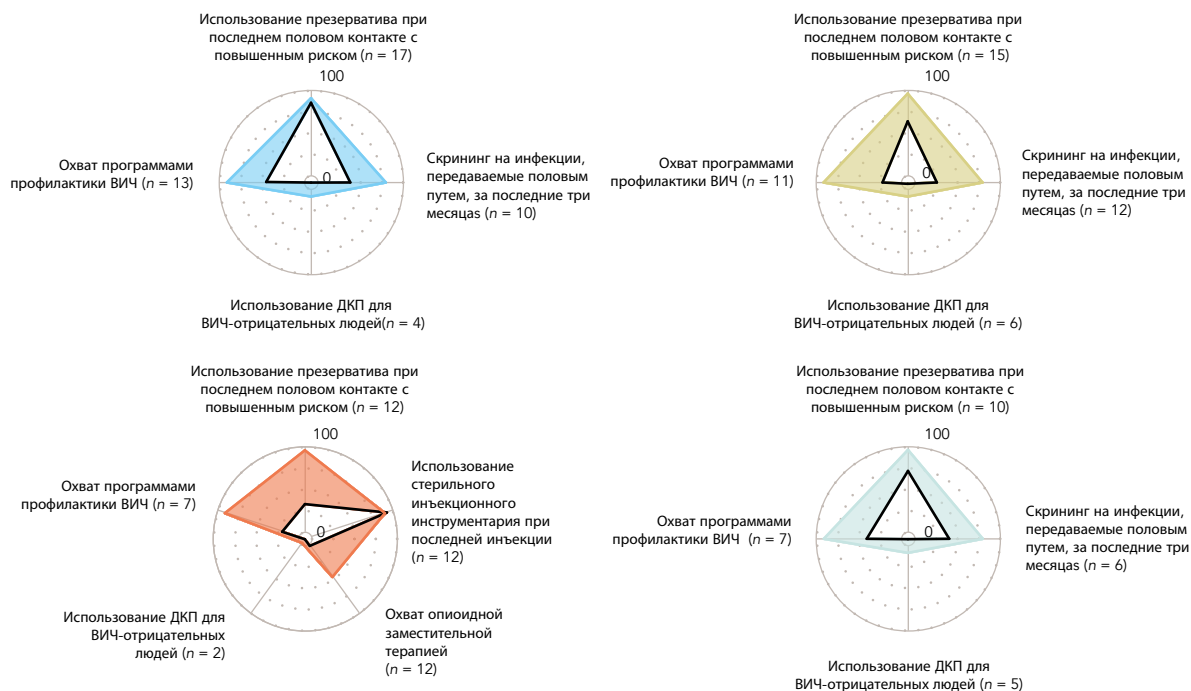 Использование презерватива при
последнем половом контакте с
повышенным риском (n = 17)
100
0
Охват программами
профилактики ВИЧ (n = 13)
Скрининг на инфекции,
передаваемые половым
путем, за последние три
месяцаs (n = 10)
Использование ДКП для
ВИЧ-отрицательных людей(n = 4)
Использование презерватива при
последнем половом контакте с
повышенным риском (n = 15)
100
0
Охват программами
профилактики ВИЧ (n = 11)
Скрининг на инфекции,
передаваемые половым
путем, за последние три
месяцаs (n = 12)
Использование ДКП для
ВИЧ-отрицательных людей (n = 6)
Использование презерватива при
последнем половом контакте с
повышенным риском (n = 12)
100
0
Охват программами
профилактики ВИЧ (n = 7)
Использование
стерильного
инъекционного
инструментария при
последней инъекции
(n = 12)
Использование ДКП для
ВИЧ-отрицательных
людей (n = 2)
Охват опиоидной
заместительной
терапией
(n = 12)
Использование презерватива при
последнем половом контакте с
повышенным риском (n = 10)
100
0
Охват программами
профилактики ВИЧ (n = 7)
Скрининг на инфекции,
передаваемые половым
путем, за последние три
месяцаs (n = 6)
Использование ДКП для
ВИЧ-отрицательных людей (n = 5)